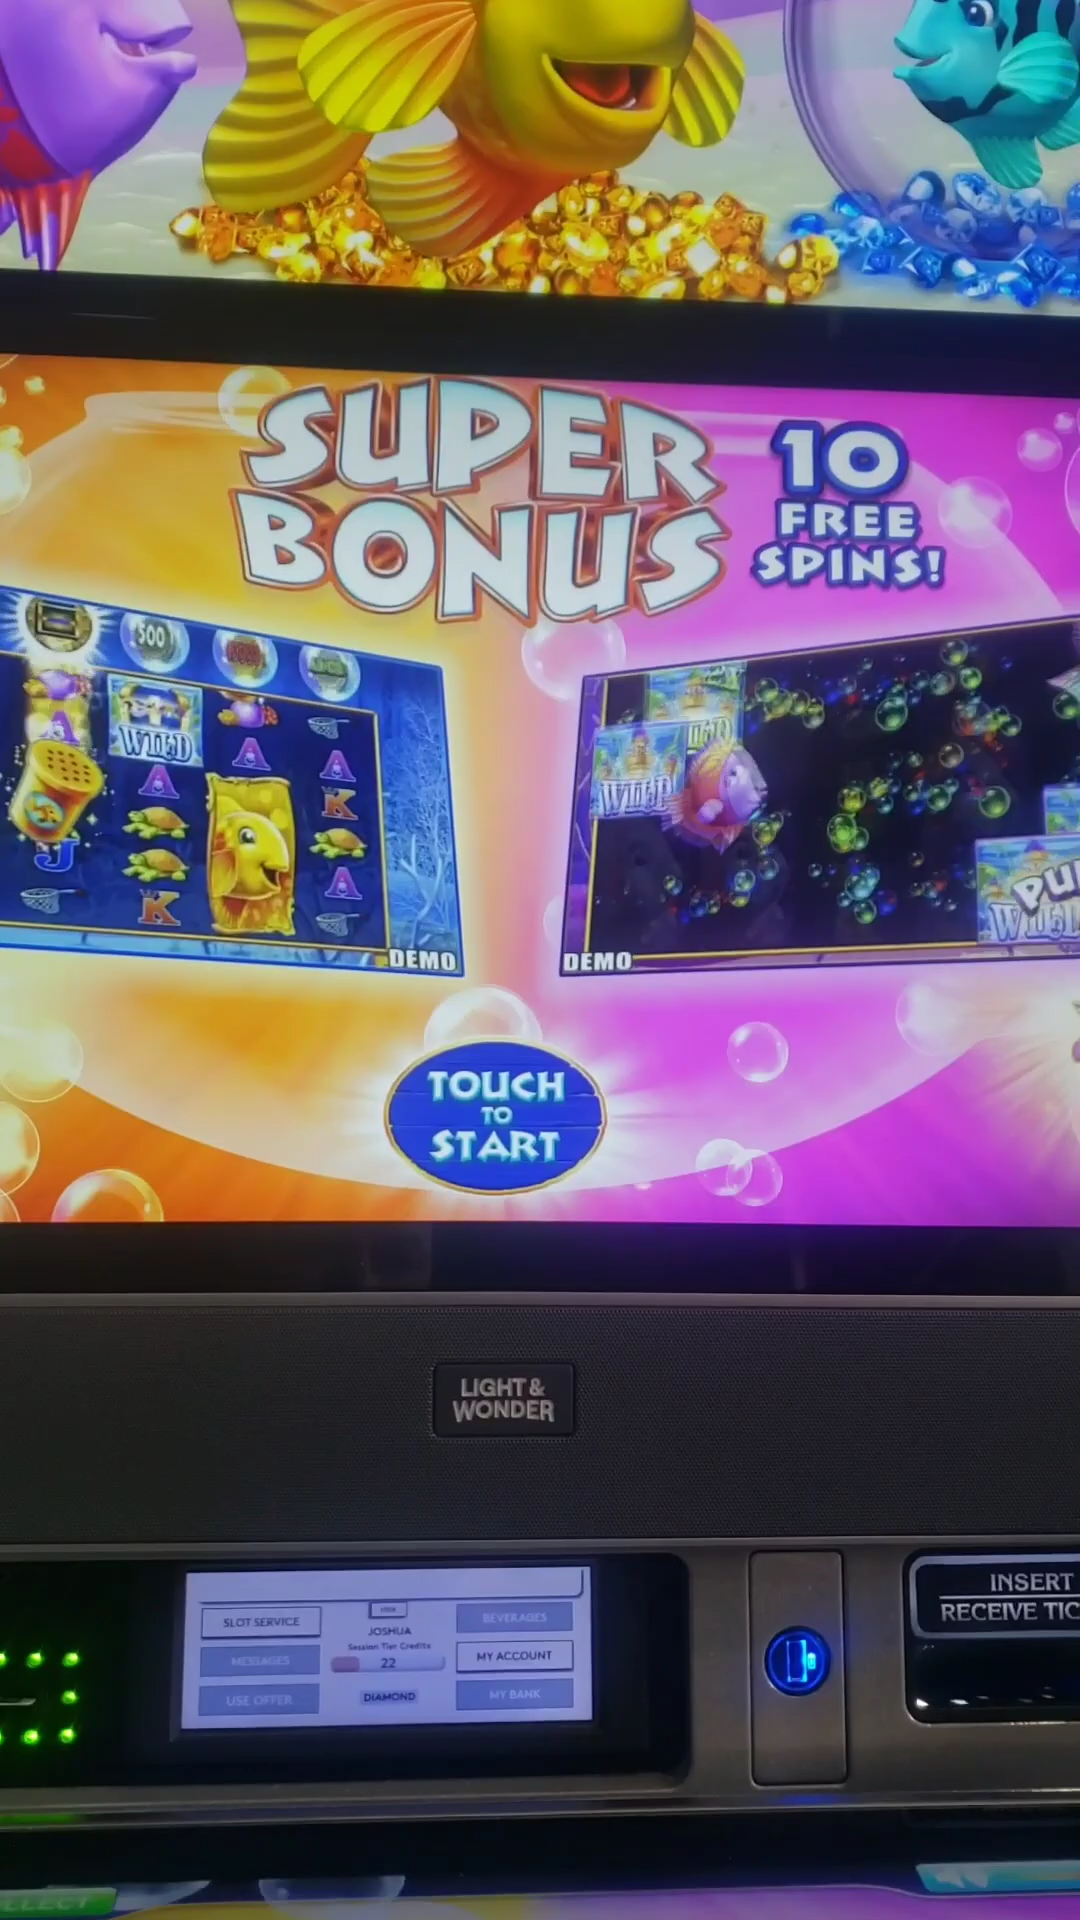 SUPER
BONUS
10
FREE
SPINS!
500
WILD
A
A
A
A
K
J
K
A
DEMO
WILD
WILD
DEMO
TOUCH
TO
START
LIGHT &
WONDER
SLOT SERVICE
MESSAGES
USE OFFER
JOSHUA
Session Tier Credits
22
DIAMOND
BEVERAGES
MY ACCOUNT
MY BANK
INSERT
RECEIVE TIC